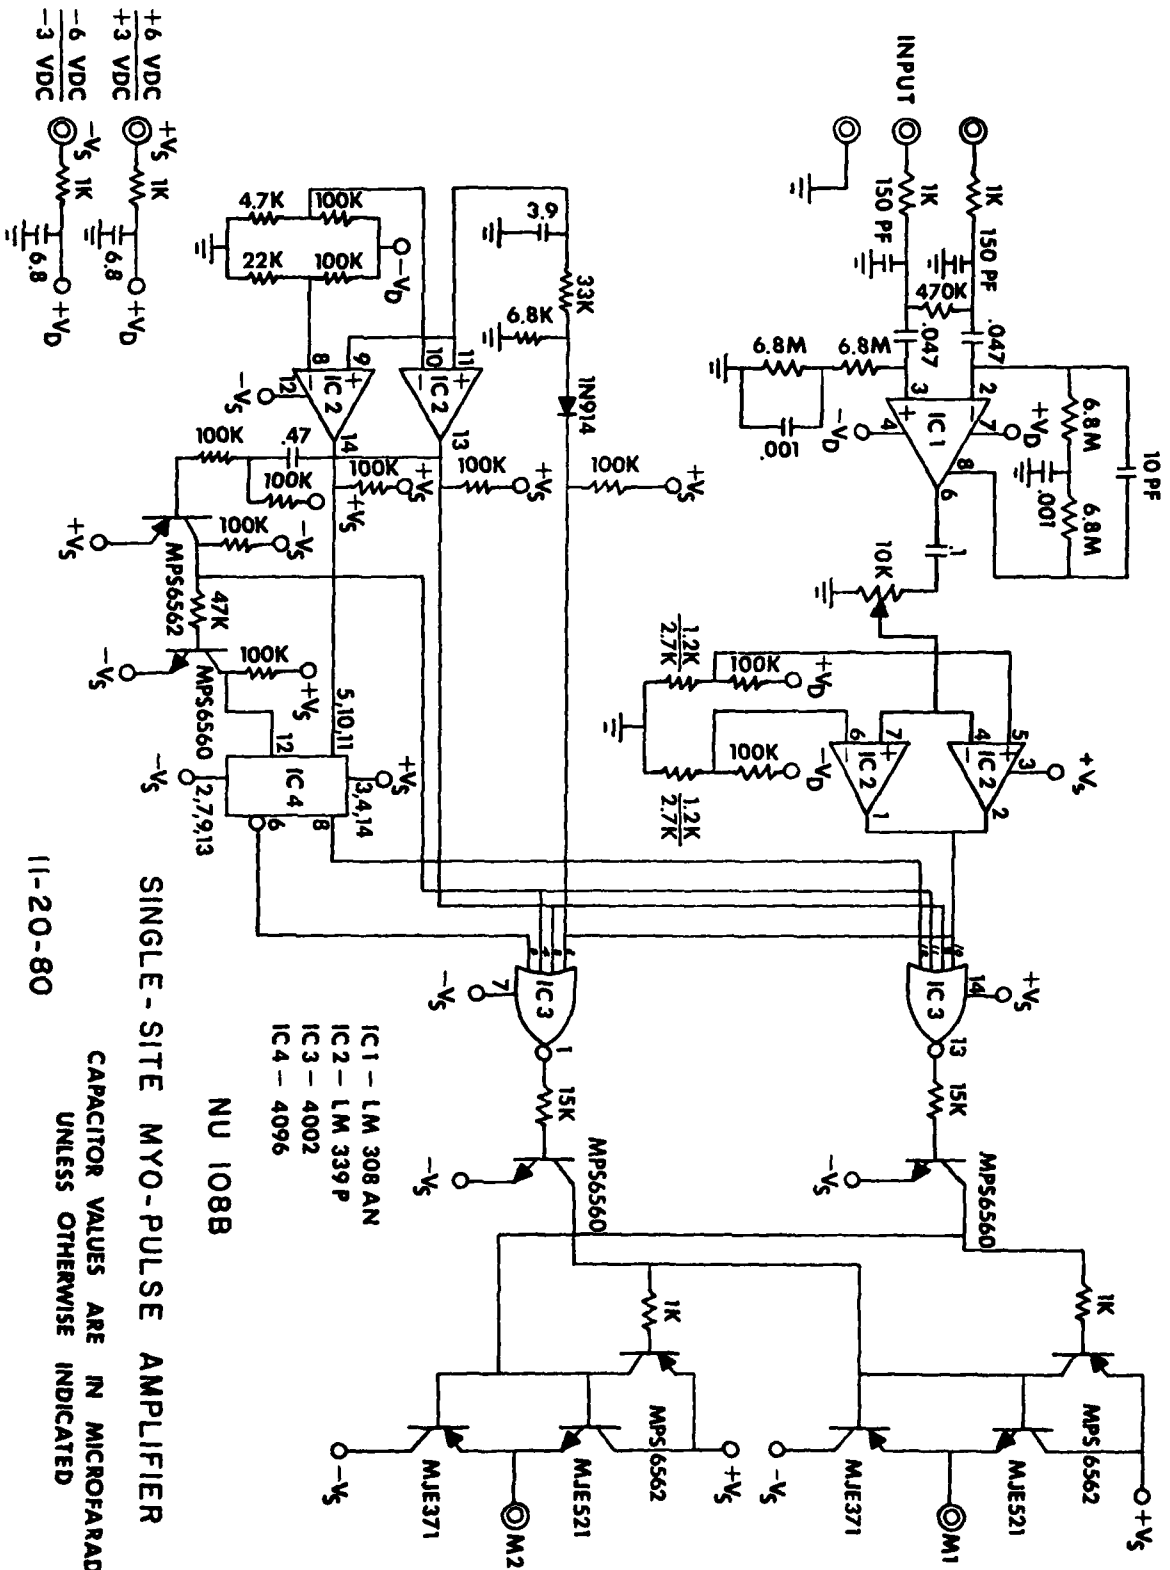 +6 VDC
+3 VDC
-6 VDC
-3 VDC
+VS
1K
6.8
+VD
-VS
1K
6.8
+VD
INPUT
1K
150 PF
1K
150 PF
470K
.047
.047
6.8M
6.8M
.001
2
3
IC 1
7
+VD
4
-VD
8
6
6.8M
.001
6.8M
10 PF
.1
10K
1.2K
2.7K
100K
+VD
100K
-VD
1.2K
2.7K
5
4
3
+VS
IC 2
2
7
6
IC 2
1
3.9
33K
6.8K
1N914
100K
+VS
4.7K
100K
22K
100K
-VD
11
10
IC 2
13
9
8
IC 2
12
-VS
14
100K
+VS
100K
+VS
.47
100K
100K
+VS
100K
-VS
+VS
MPS6562
47K
MPS6560
100K
+VS
-VS
5,10,11
12
IC 4
+VS
3,4,14
-VS
2,7,9,13
8
6
IC 3
14
+VS
13
IC 3
7
-VS
1
15K
15K
MPS6560
-VS
MPS6560
-VS
1K
MPS6562
+VS
MJE521
MJE371
-VS
M1
1K
MPS6562
+VS
MJE521
MJE371
-VS
M2
IC1 - LM 308 AN
IC2 - LM 339 P
IC3 - 4002
IC4 - 4096
NU 108B
SINGLE-SITE MYO-PULSE AMPLIFIER
11-20-80
CAPACITOR VALUES ARE IN MICROFARAD
UNLESS OTHERWISE INDICATED